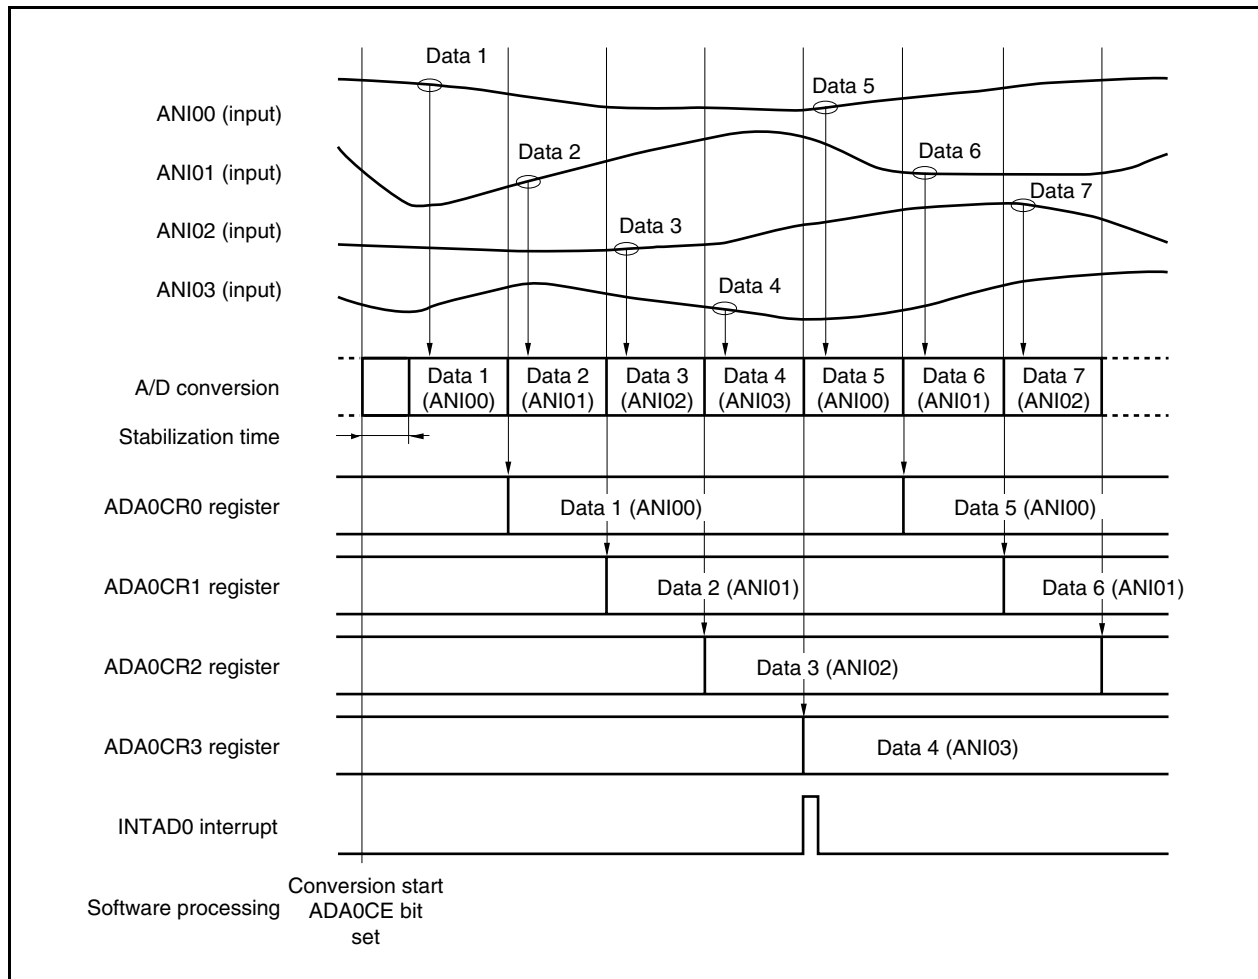 Data 1
Data 5
ANI00 (input)
Data 2
Data 6
ANI01 (input)
Data 7
Data 3
ANI02 (input)
Data 4
ANI03 (input)
A/D conversion
Data 1
(ANI00)
Data 2
(ANI01)
Data 3
(ANI02)
Data 4
(ANI03)
Data 5
(ANI00)
Data 6
(ANI01)
Data 7
(ANI02)
Stabilization time
ADA0CR0 register
Data 1 (ANI00)
Data 5 (ANI00)
ADA0CR1 register
Data 2 (ANI01)
Data 6 (ANI01)
ADA0CR2 register
Data 3 (ANI02)
ADA0CR3 register
Data 4 (ANI03)
INTAD0 interrupt
Software processing
Conversion start
ADA0CE bit
set